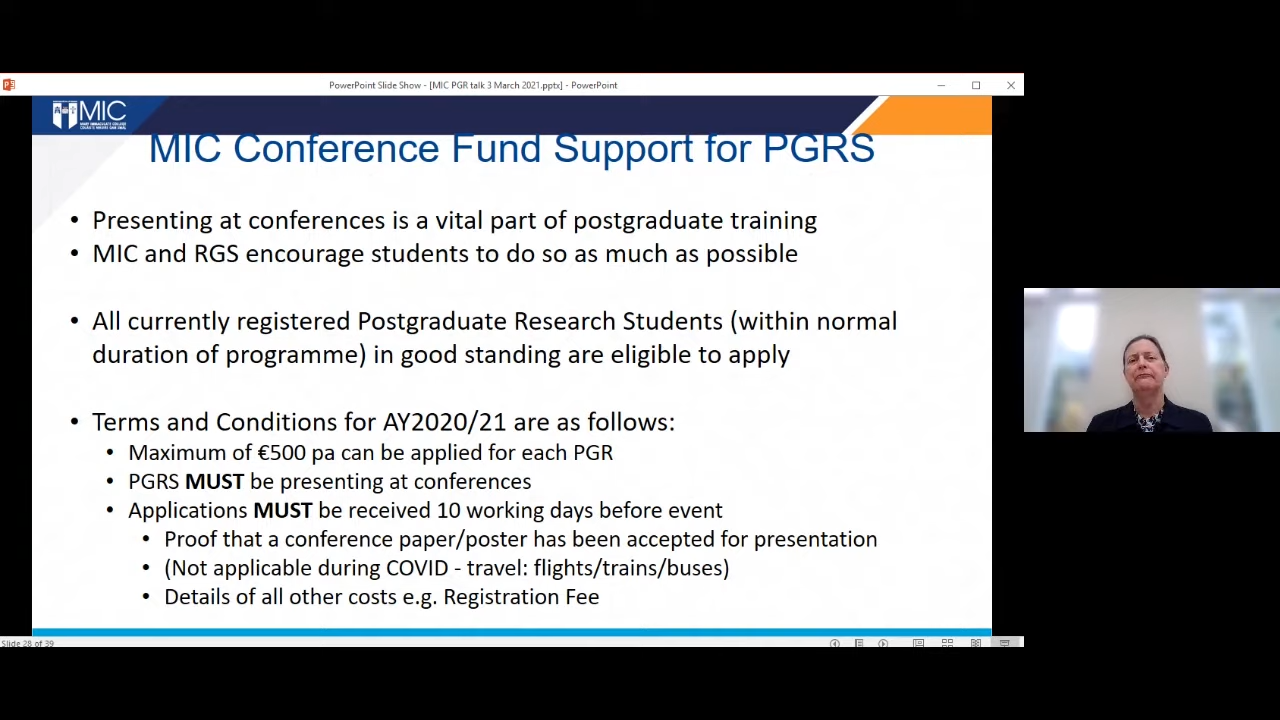 PowerPoint Slide Show - [MIC PGR talk 3 March 2021.pptx] - PowerPoint
MIC
MIC Conference Fund Support for PGRS
• Presenting at conferences is a vital part of postgraduate training
• MIC and RGS encourage students to do so as much as possible
• All currently registered Postgraduate Research Students (within normal
duration of programme) in good standing are eligible to apply
• Terms and Conditions for AY2020/21 are as follows:
• Maximum of €500 pa can be applied for each PGR
• PGRS MUST be presenting at conferences
• Applications MUST be received 10 working days before event
• Proof that a conference paper/poster has been accepted for presentation
• (Not applicable during COVID - travel: flights/trains/buses)
• Details of all other costs e.g. Registration Fee
Slide 28 of 39